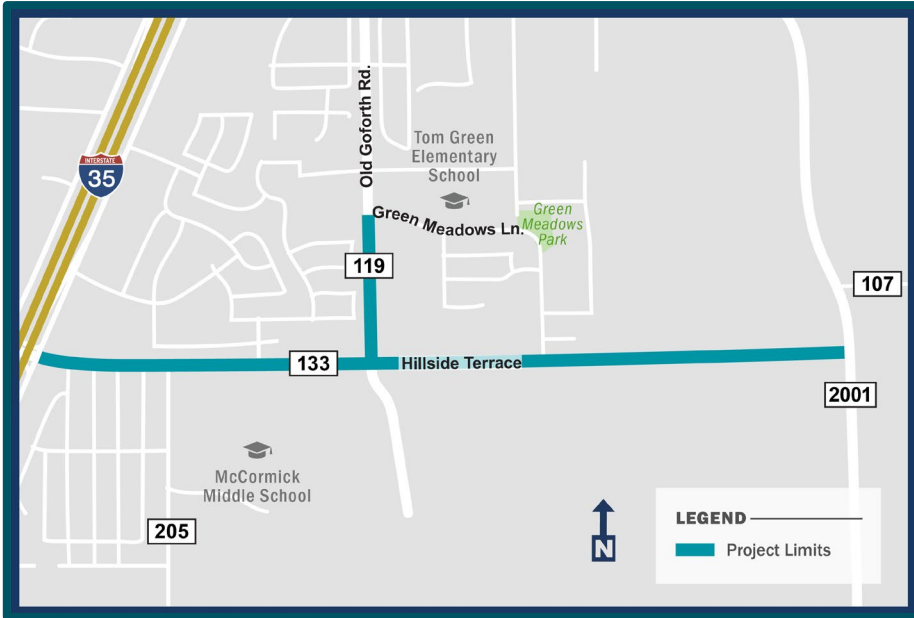 Old Goforth Rd.
Tom Green
Elementary
School
INTERSTATE
35
Green Meadows Ln.
Green
Meadows
Park
119
107
133
Hillside Terrace
2001
McCormick
Middle School
205
N
LEGEND
Project Limits